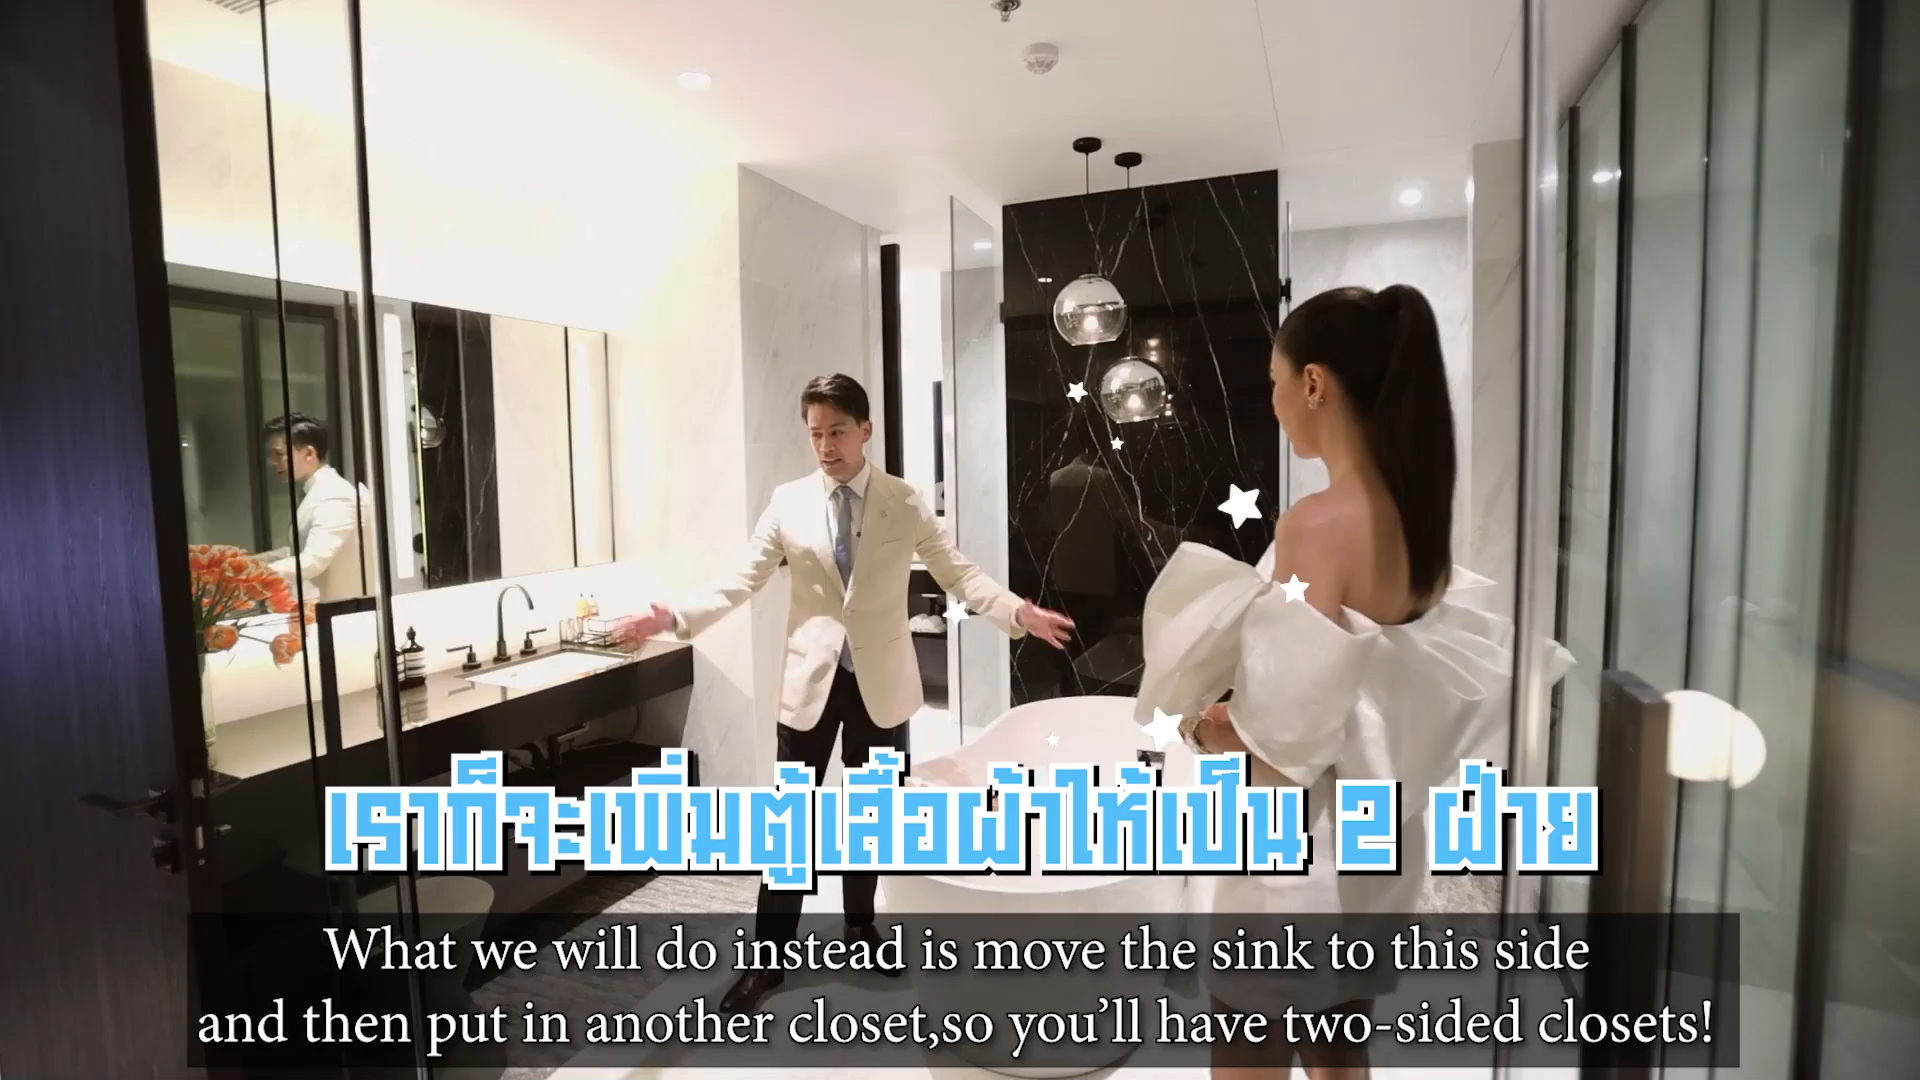 เราก็จะเพิ่มตู้เสื้อผ้าให้เป็น 2 ฝ่าย
What we will do instead is move the sink to this side
and then put in another closet,so you’ll have two-sided closets!